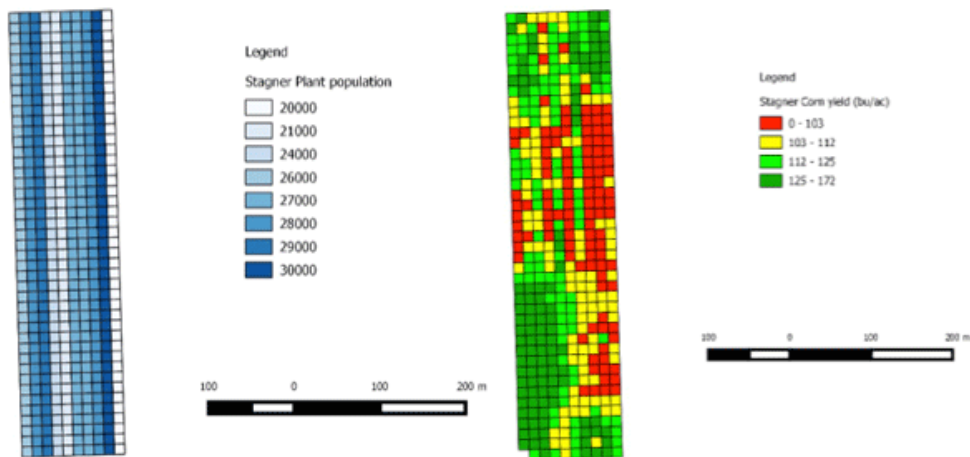 Legend
Stagner Plant population
20000
21000
24000
26000
27000
28000
29000
30000
100 0 100 200 m
Legend
Stagner Corn yield (bu/ac)
0 - 103
103 - 112
112 - 125
125 - 172
100 0 100 200 m